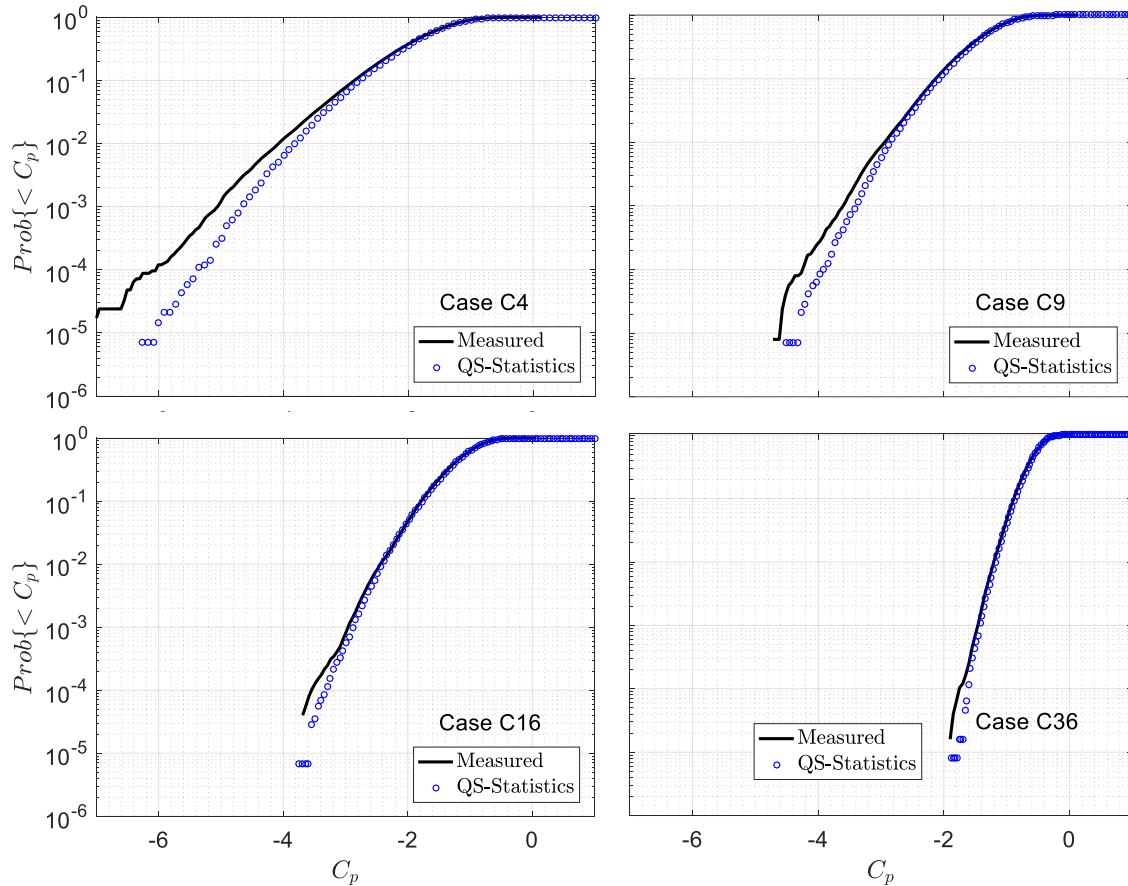 10^0
10^-1
10^-2
10^-3
10^-4
10^-5
10^-6
Prob{< C_p}
Case C4
Measured
QS-Statistics
Case C9
Measured
QS-Statistics
10^0
10^-1
10^-2
10^-3
10^-4
10^-5
10^-6
Prob{< C_p}
Case C16
Measured
QS-Statistics
-6 -4 -2 0
C_p
Case C36
Measured
QS-Statistics
-6 -4 -2 0
C_p